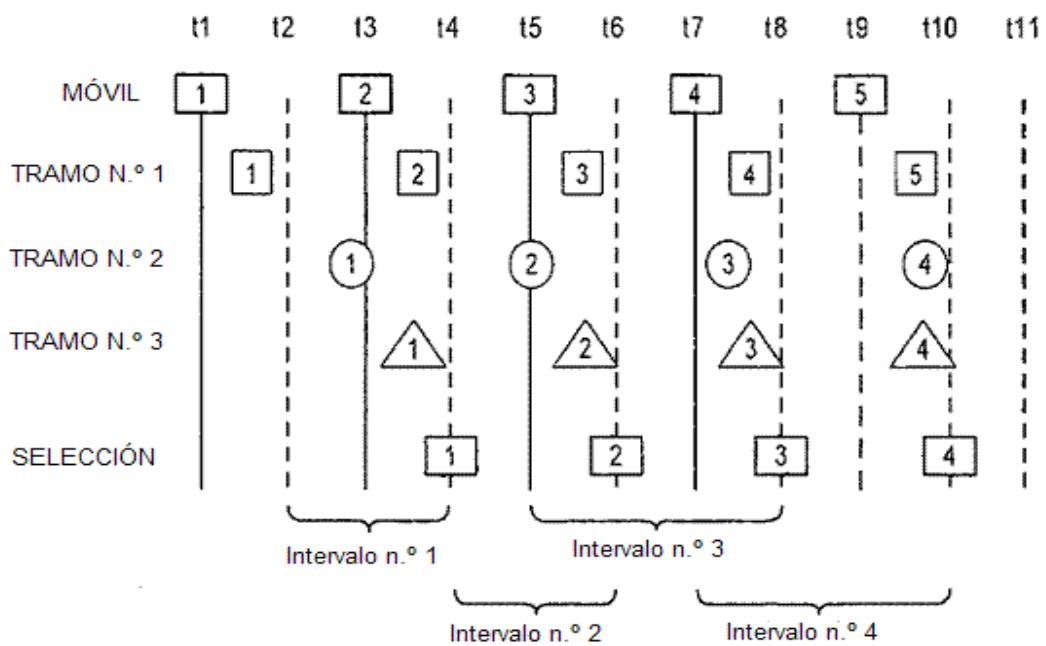 t1 t2 t3 t4 t5 t6 t7 t8 t9 t10 t11
MÓVIL 1 2 3 4 5
TRAMO N.º 1 1 2 3 4 5
TRAMO N.º 2 1 2 3 4
TRAMO N.º 3 1 2 3 4
SELECCIÓN 1 2 3 4
Intervalo n.º 1 Intervalo n.º 3
Intervalo n.º 2 Intervalo n.º 4